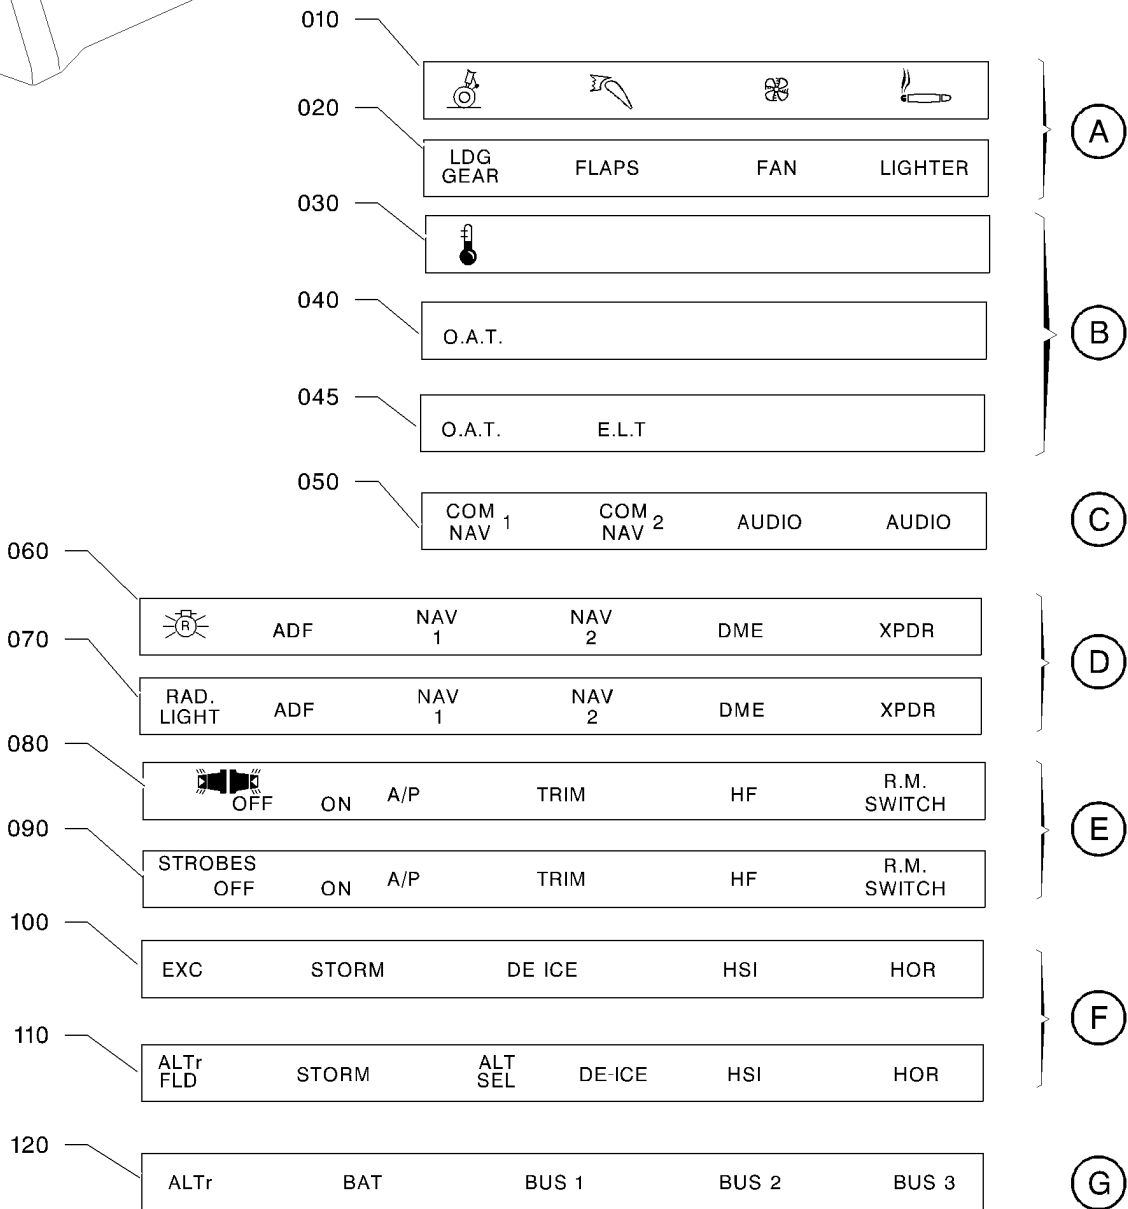 010
020
A
LDG
GEAR FLAPS FAN LIGHTER
030
040
O.A.T.
B
045
O.A.T. E.L.T
050
COM
NAV 1 COM
NAV 2 AUDIO AUDIO
C
060
R ADF NAV
1 NAV
2 DME XPDR
070
D
RAD.
LIGHT ADF NAV
1 NAV
2 DME XPDR
080
OFF ON A/P TRIM HF R.M.
SWITCH
090
E
STROBES
OFF ON A/P TRIM HF R.M.
SWITCH
100
EXC STORM DE ICE HSI HOR
F
110
ALTr
FLD STORM ALT
SEL DE-ICE HSI HOR
120
ALTr BAT BUS 1 BUS 2 BUS 3
G